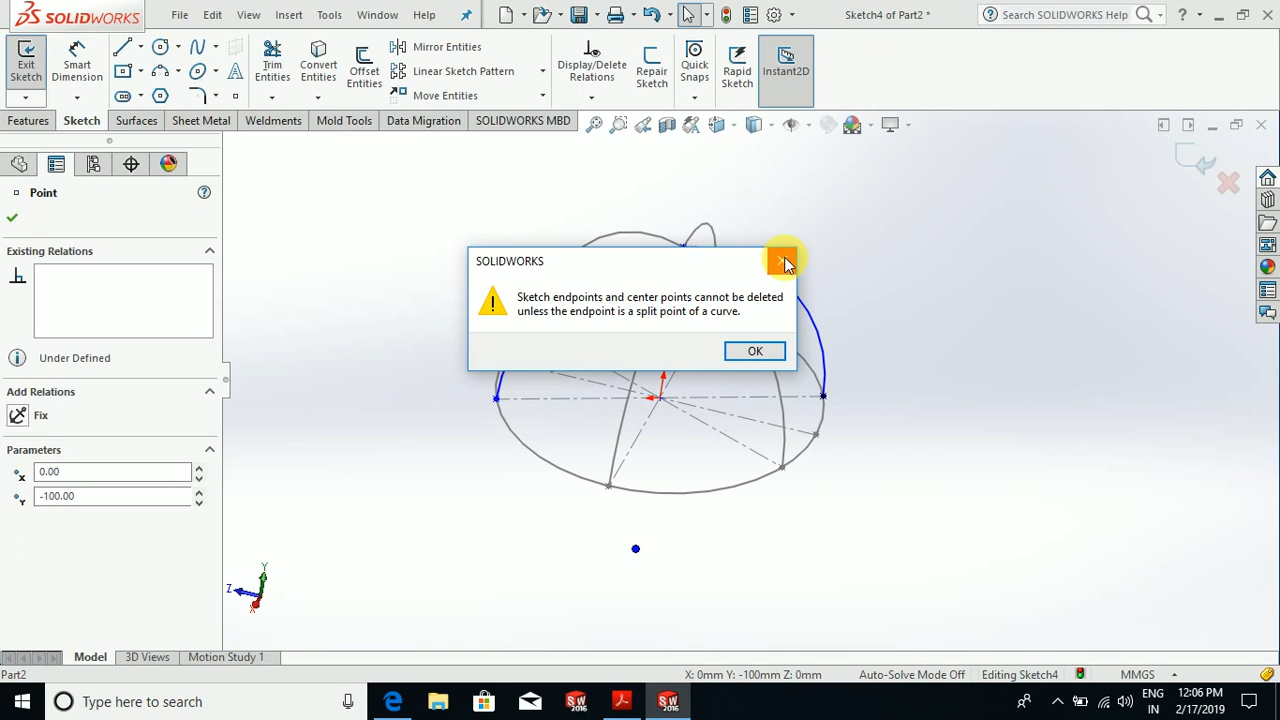 SOLIDWORKS
File Edit View Insert Tools Window Help
Sketch4 of Part2 *
Search SOLIDWORKS Help
Exit Sketch
Smart Dimension
Trim Entities
Convert Entities
Offset Entities
Mirror Entities
Linear Sketch Pattern
Move Entities
Display/Delete Relations
Repair Sketch
Quick Snaps
Rapid Sketch
Instant2D
Features Sketch Surfaces Sheet Metal Weldments Mold Tools Data Migration SOLIDWORKS MBD
Point
Existing Relations
Under Defined
Add Relations
Fix
Parameters
0.00
-100.00
SOLIDWORKS
Sketch endpoints and center points cannot be deleted
unless the endpoint is a split point of a curve.
OK
Y
Z
X
Model 3D Views Motion Study 1
Part2
X: 0mm Y: -100mm Z: 0mm
Auto-Solve Mode Off
Editing Sketch4
MMGS
Type here to search
SW 2016
SW 2016
ENG
IN
12:06 PM
2/17/2019